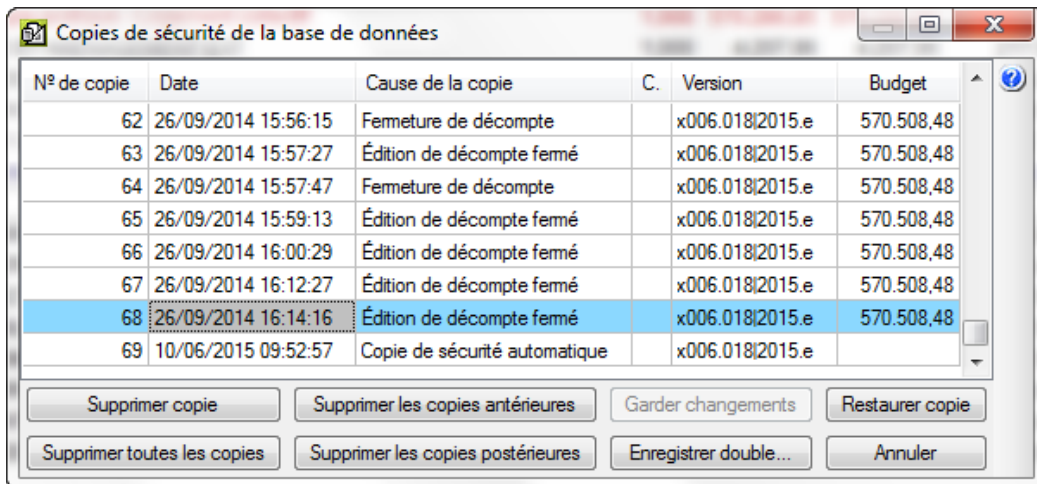 Copies de sécurité de la base de données
Nº de copie Date Cause de la copie C. Version Budget
62 26/09/2014 15:56:15 Fermeture de décompte x006.018|2015.e 570.508,48
63 26/09/2014 15:57:27 Édition de décompte fermé x006.018|2015.e 570.508,48
64 26/09/2014 15:57:47 Fermeture de décompte x006.018|2015.e 570.508,48
65 26/09/2014 15:59:13 Édition de décompte fermé x006.018|2015.e 570.508,48
66 26/09/2014 16:00:29 Édition de décompte fermé x006.018|2015.e 570.508,48
67 26/09/2014 16:12:27 Édition de décompte fermé x006.018|2015.e 570.508,48
68 26/09/2014 16:14:16 Édition de décompte fermé x006.018|2015.e 570.508,48
69 10/06/2015 09:52:57 Copie de sécurité automatique x006.018|2015.e
Supprimer copie Supprimer les copies antérieures Garder changements Restaurer copie
Supprimer toutes les copies Supprimer les copies postérieures Enregistrer double... Annuler